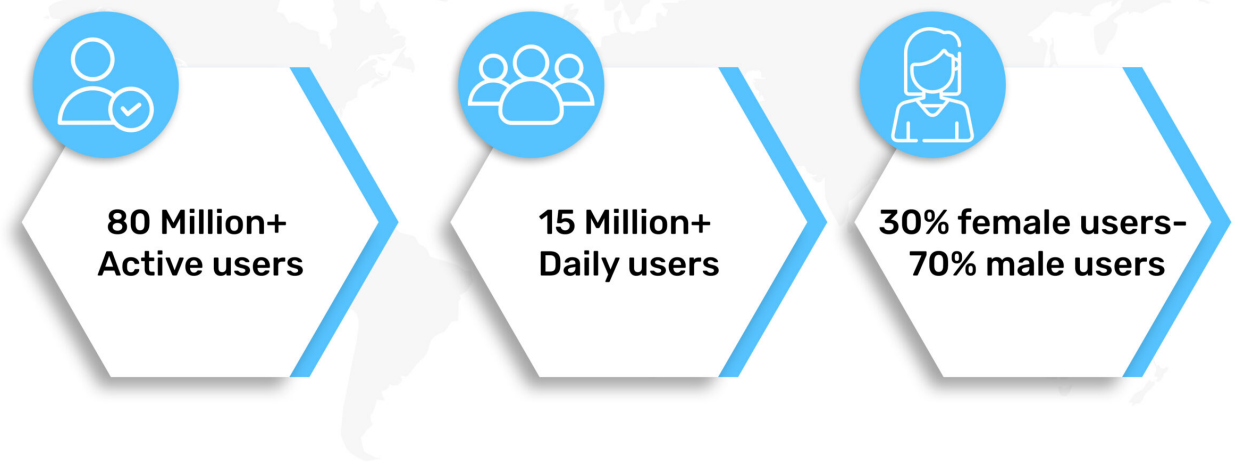 80 Million+
Active users
15 Million+
Daily users
30% female users-
70% male users